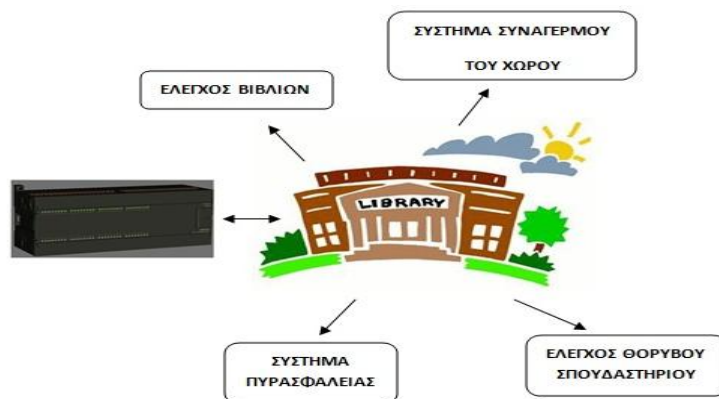 ΣΥΣΤΗΜΑ ΣΥΝΑΓΕΡΜΟΥ
ΤΟΥ ΧΩΡΟΥ
ΕΛΕΓΧΟΣ ΒΙΒΛΙΩΝ
LIBRARY
ΣΥΣΤΗΜΑ
ΠΥΡΑΣΦΑΛΕΙΑΣ
ΕΛΕΓΧΟΣ ΘΟΡΥΒΟΥ
ΣΠΟΥΔΑΣΤΗΡΙΟΥ